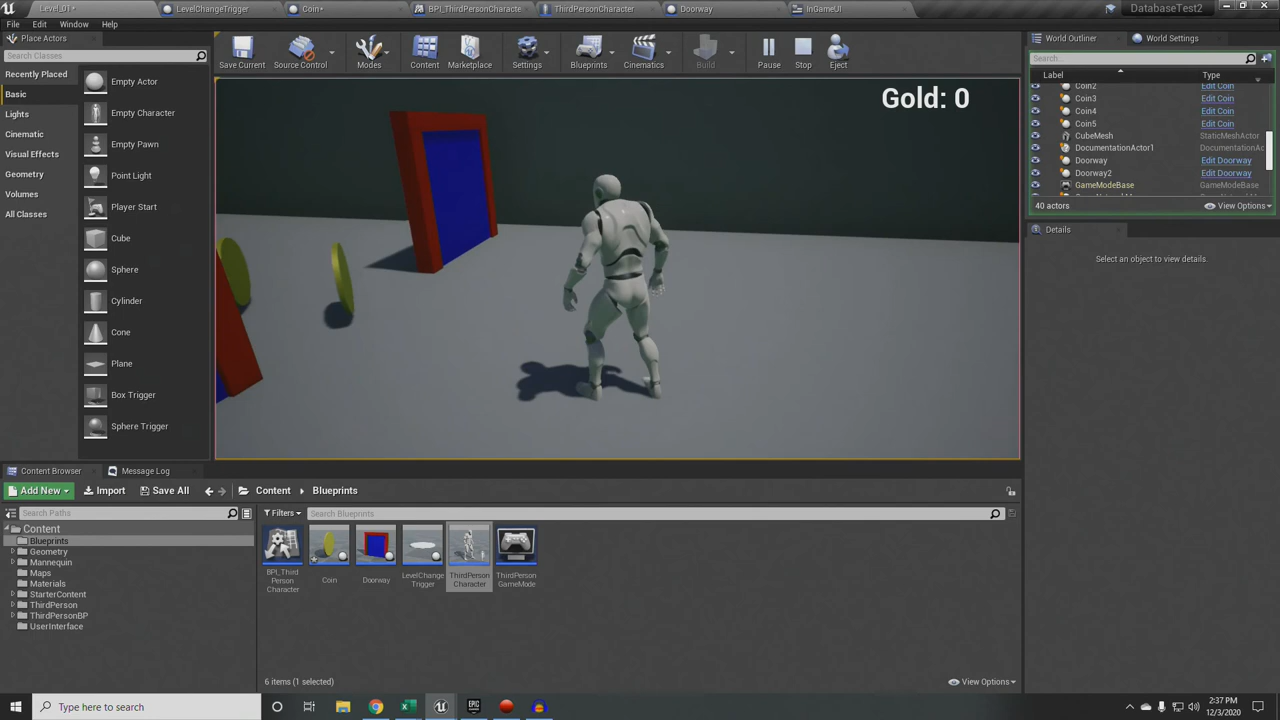 Level_01*
LevelChangeTrigger
Coin*
BPI_ThirdPersonCharacte
ThirdPersonCharacter
Doorway
InGameUI
DatabaseTest2
File
Edit
Window
Help
Place Actors
Search Classes
Recently Placed
Basic
Lights
Cinematic
Visual Effects
Geometry
Volumes
All Classes
Empty Actor
Empty Character
Empty Pawn
Point Light
Player Start
Cube
Sphere
Cylinder
Cone
Plane
Box Trigger
Sphere Trigger
Save Current
Source Control
Modes
Content
Marketplace
Settings
Blueprints
Cinematics
Build
Pause
Stop
Eject
Gold: 0
World Outliner
World Settings
Search...
Label
Type
Coin2
Edit Coin
Coin3
Edit Coin
Coin4
Edit Coin
Coin5
Edit Coin
CubeMesh
StaticMeshActor
DocumentationActor1
DocumentationAc
Doorway
Edit Doorway
Doorway2
Edit Doorway
GameModeBase
GameModeBase
40 actors
View Options
Details
Select an object to view details.
Content Browser
Message Log
Add New
Import
Save All
Content
Blueprints
Search Paths
Filters
Search Blueprints
Content
Blueprints
Geometry
Mannequin
Maps
Materials
StarterContent
ThirdPerson
ThirdPersonBP
UserInterface
BPI_Third
Person
Character
Coin
Doorway
LevelChange
Trigger
ThirdPerson
Character
ThirdPerson
GameMode
6 items (1 selected)
View Options
Type here to search
EPIC
2:37 PM
12/3/2020